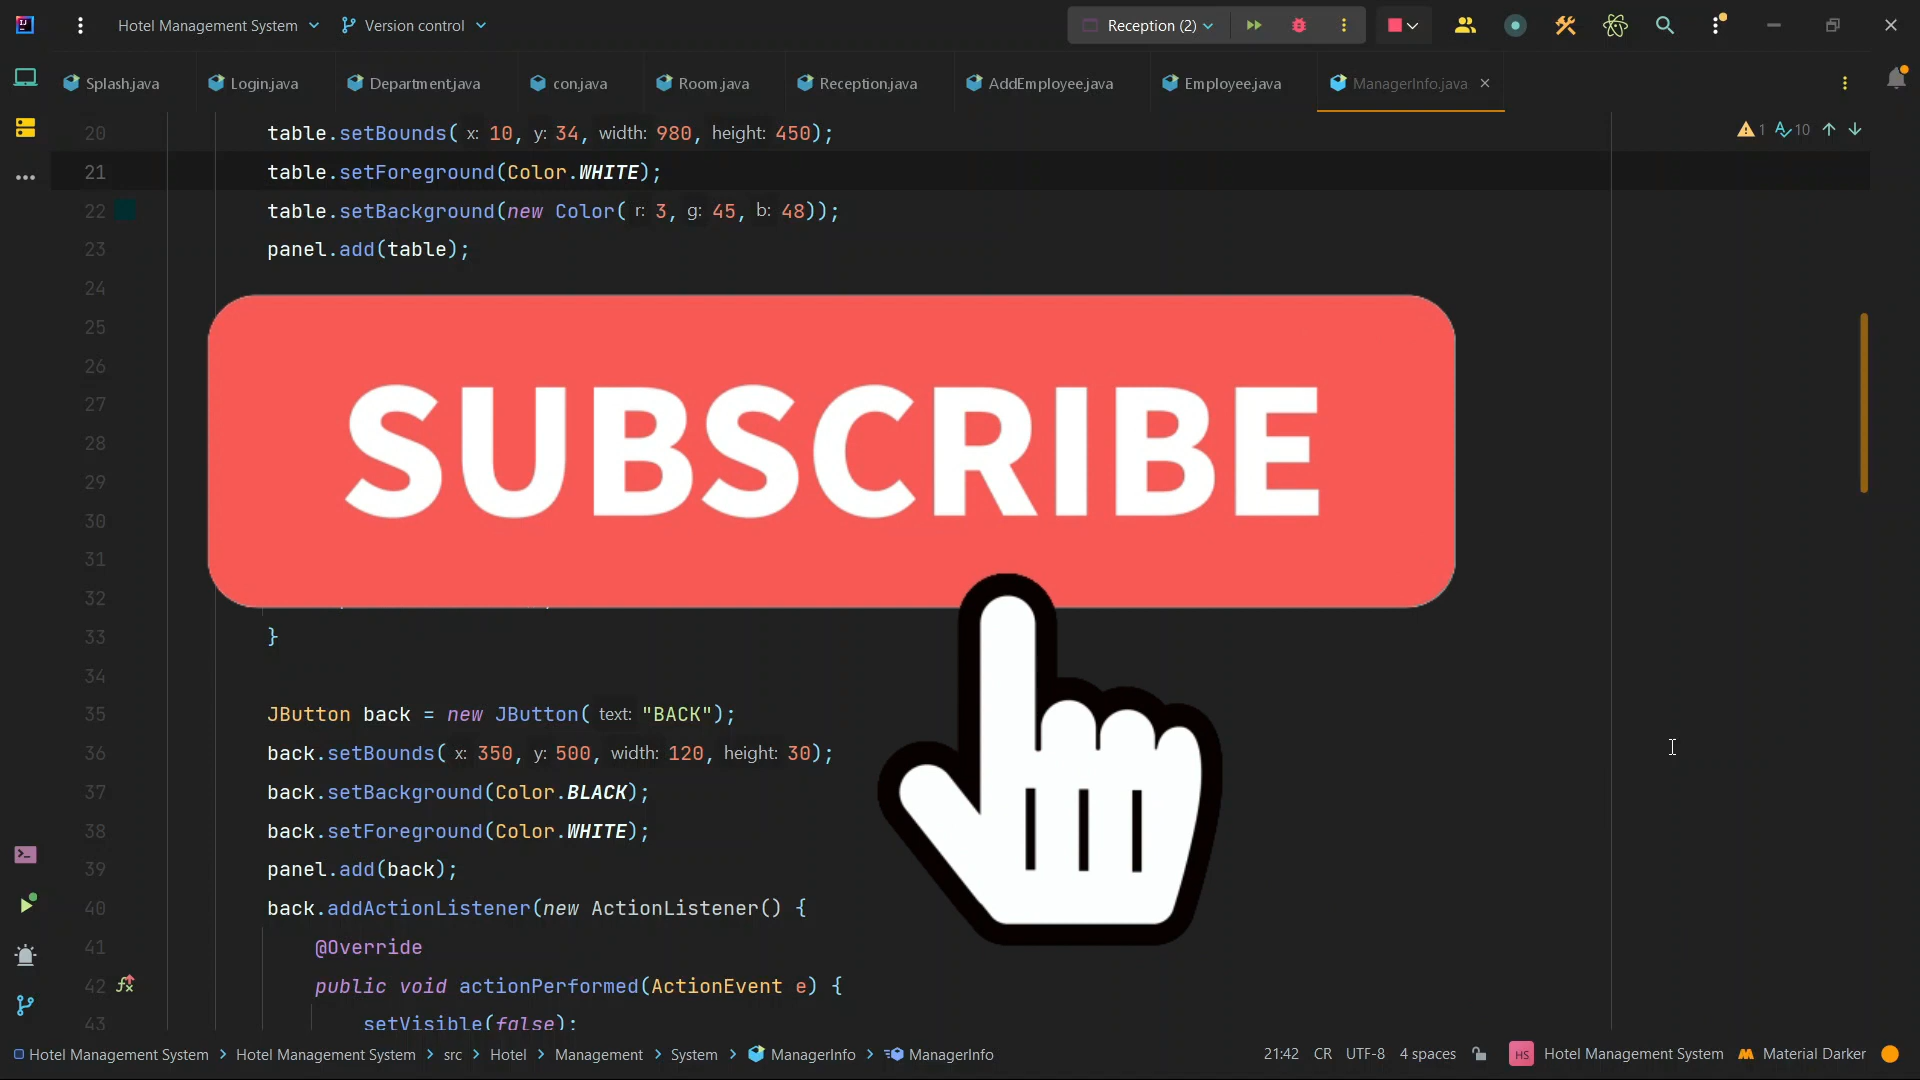 Hotel Management System
Version control
Reception (2)
Splash.java
Login.java
Department.java
con.java
Room.java
Reception.java
AddEmployee.java
Employee.java
ManagerInfo.java
1
10
20 table.setBounds( x: 10, y: 34, width: 980, height: 450);
21 table.setForeground(Color.WHITE);
22 table.setBackground(new Color( r: 3, g: 45, b: 48));
23 panel.add(table);
24
25
26
27
28
29
30
31
32
SUBSCRIBE
33 }
34
35 JButton back = new JButton( text: "BACK");
36 back.setBounds( x: 350, y: 500, width: 120, height: 30);
37 back.setBackground(Color.BLACK);
38 back.setForeground(Color.WHITE);
39 panel.add(back);
40 back.addActionListener(new ActionListener() {
41 @Override
42 public void actionPerformed(ActionEvent e) {
43 setVisible(false);
Hotel Management System > Hotel Management System > src > Hotel > Management > System > ManagerInfo > ManagerInfo
21:42 CR UTF-8 4 spaces HS Hotel Management System Material Darker